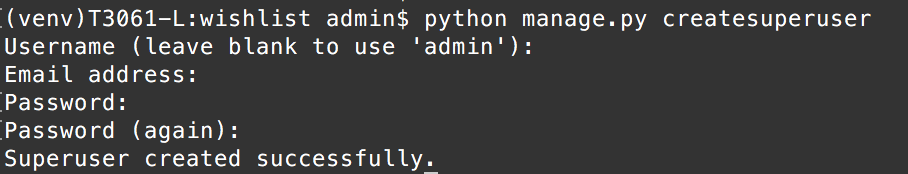 (venv)T3061-L:wishlist admin$ python manage.py createsuperuser
Username (leave blank to use 'admin'):
Email address:
Password:
Password (again):
Superuser created successfully.